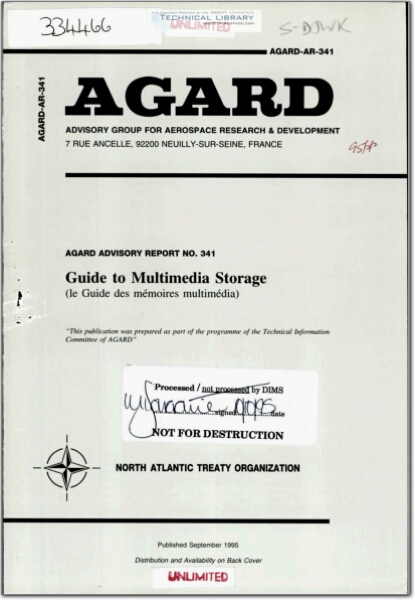 334466
TECHNICAL LIBRARY
UNLIMITED
AGARD-AR-341
AGARD-AR-341
AGARD
ADVISORY GROUP FOR AEROSPACE RESEARCH & DEVELOPMENT
7 RUE ANCELLE, 92200 NEUILLY-SUR-SEINE, FRANCE
AGARD ADVISORY REPORT NO. 341
Guide to Multimedia Storage
(le Guide des mémoires multimédia)
"This publication was prepared as part of the programme of the Technical Information
Committee of AGARD"
Processed / not processed by DIMS
signed date
NOT FOR DESTRUCTION
NORTH ATLANTIC TREATY ORGANIZATION
Published September 1995
Distribution and Availability on Back Cover
UNLIMITED